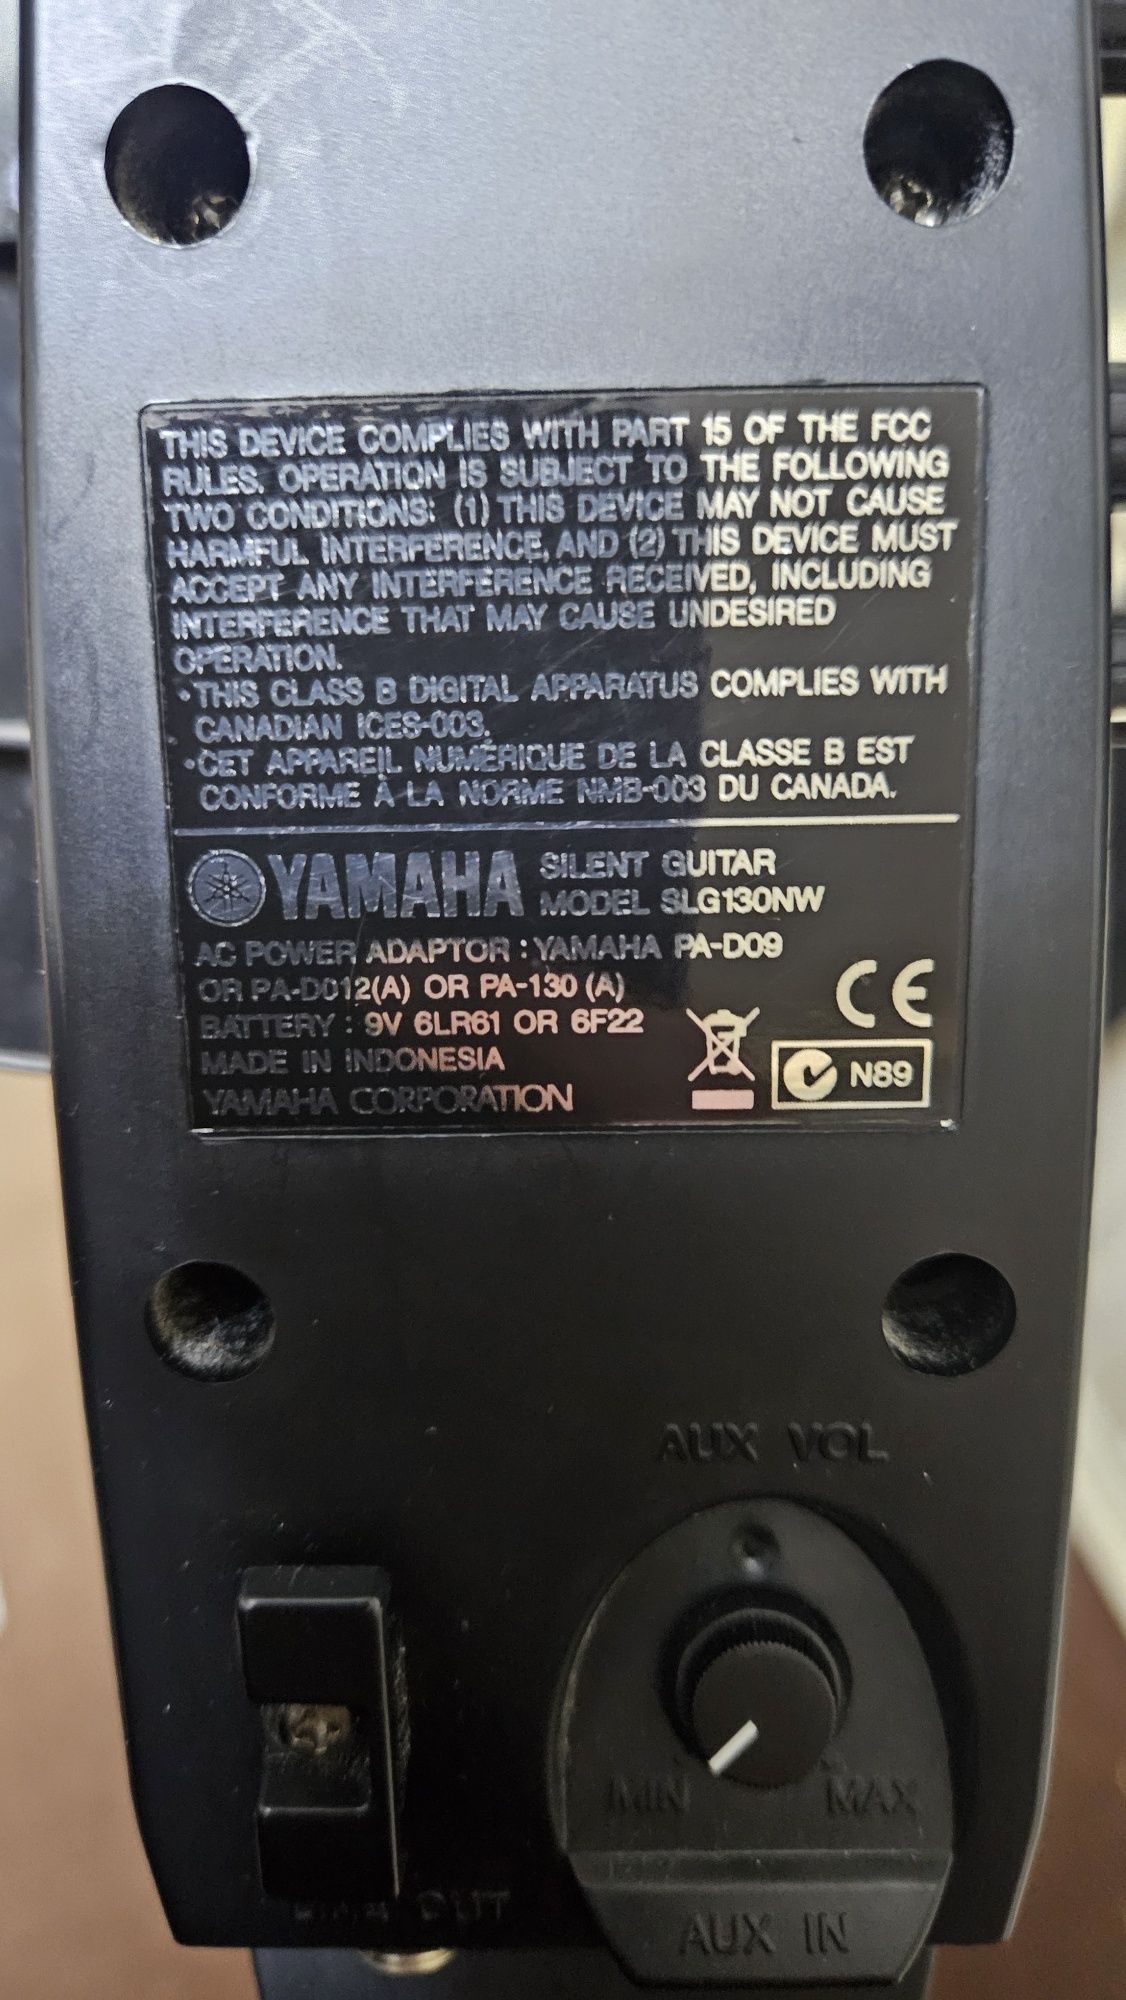 THIS DEVICE COMPLIES WITH PART 15 OF THE FCC
RULES. OPERATION IS SUBJECT TO THE FOLLOWING
TWO CONDITIONS: (1) THIS DEVICE MAY NOT CAUSE
HARMFUL INTERFERENCE, AND (2) THIS DEVICE MUST
ACCEPT ANY INTERFERENCE RECEIVED, INCLUDING
INTERFERENCE THAT MAY CAUSE UNDESIRED
OPERATION.
•THIS CLASS B DIGITAL APPARATUS COMPLIES WITH
CANADIAN ICES-003.
•CET APPAREIL NUMÉRIQUE DE LA CLASSE B EST
CONFORME À LA NORME NMB-003 DU CANADA.
YAMAHA SILENT GUITAR
MODEL SLG130NW
AC POWER ADAPTOR : YAMAHA PA-D09
OR PA-D012(A) OR PA-130 (A)
BATTERY : 9V 6LR61 OR 6F22
MADE IN INDONESIA
YAMAHA CORPORATION
CE
N89
AUX VOL
MIN MAX
OUT
AUX IN